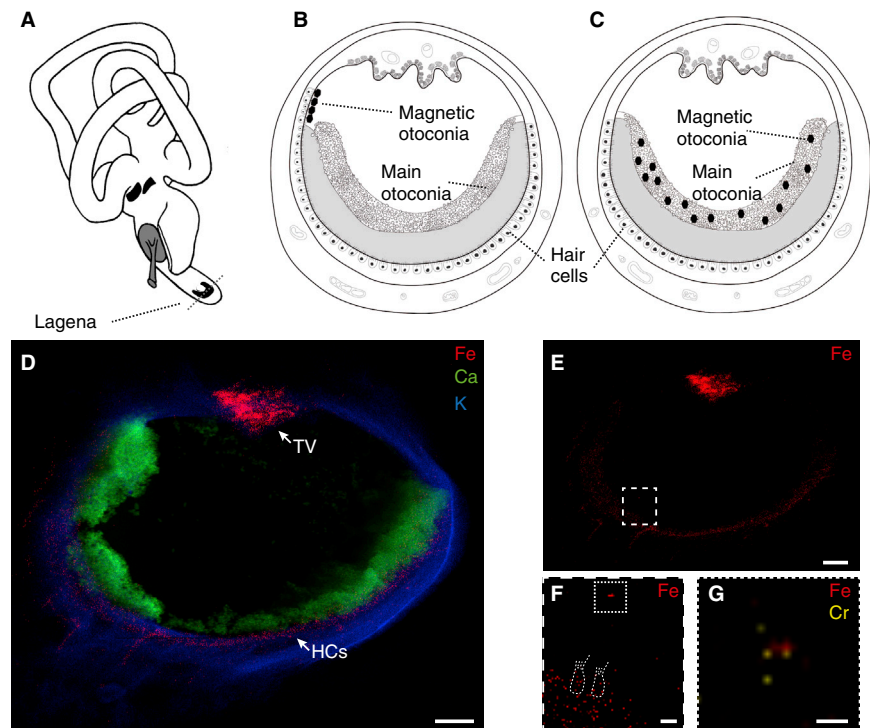 A
B
C
Magnetic
otoconia
Main
otoconia
Magnetic
otoconia
Main
otoconia
Hair
cells
Lagena
D
Fe
Ca
K
TV
HCs
E
Fe
F
Fe
G
Fe
Cr